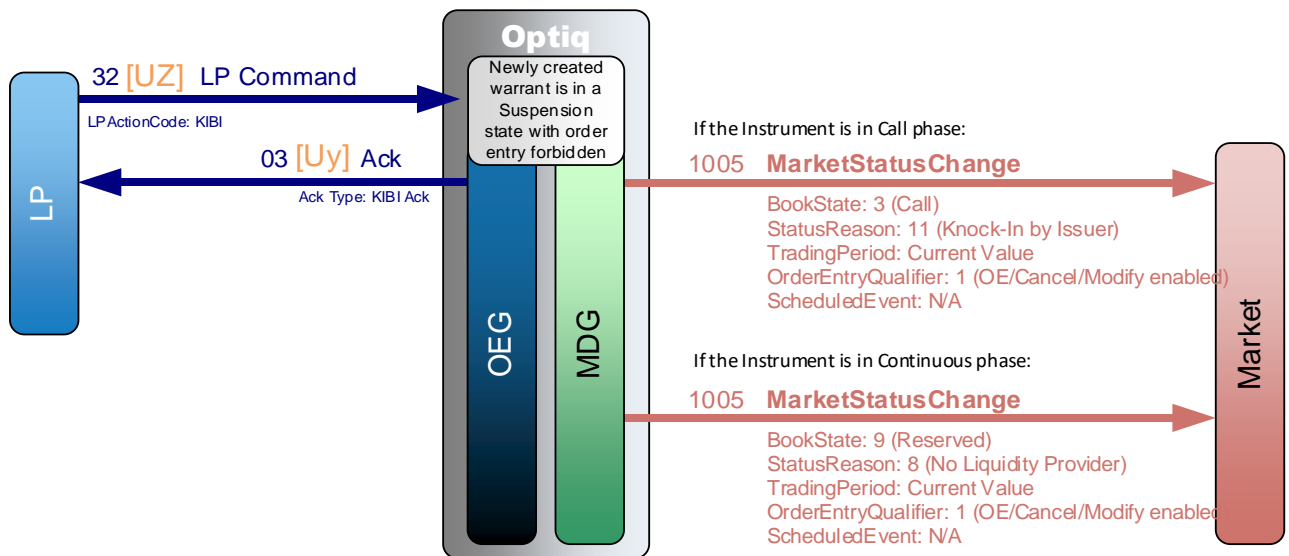 Optiq
Newly created
warrant is in a
Suspension
state with order
entry forbidden
32 [UZ] LP Command
LPActionCode: KIBI
03 [Uy] Ack
Ack Type: KIBI Ack
LP
OEG
MDG
If the Instrument is in Call phase:
1005 MarketStatusChange
BookState: 3 (Call)
StatusReason: 11 (Knock-In by Issuer)
TradingPeriod: Current Value
OrderEntryQualifier: 1 (OE/Cancel/Modify enabled)
ScheduledEvent: N/A
If the Instrument is in Continuous phase:
1005 MarketStatusChange
BookState: 9 (Reserved)
StatusReason: 8 (No Liquidity Provider)
TradingPeriod: Current Value
OrderEntryQualifier: 1 (OE/Cancel/Modify enabled
ScheduledEvent: N/A
Market